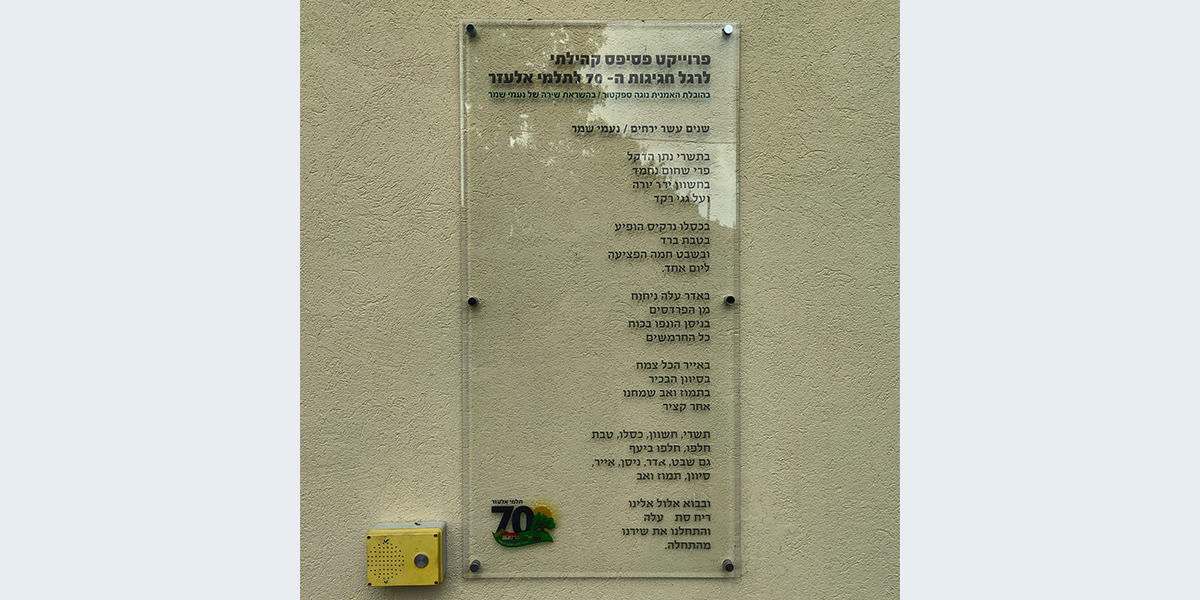 פרוייקט פסיפס קהילתי
לרגל חגיגות ה- 70 לתלמי אלעזר
בהובלת האמנית נוגה ספקטור / בהשראת שירה של נעמי שמר
שנים עשר ירחים / נעמי שמר
בתשרי נתן הדקל
פרי שחום נחמד
בחשוון ירד יורה
ועל גגי רקד
בכסלו נרקיס הופיע
בטבת ברד
ובשבט חמה הפציעה
ליום אחד.
באדר עלה ניחוח
מן הפרדסים
בניסן הונפו בכוח
כל החרמשים
באייר הכל צמח
בסיוון הבכיר
בתמוז ואב שמחנו
אחר קציר
תשרי, חשוון, כסלו, טבת
חלפו, חלפו ביעף
גם שבט, אדר, ניסן, אייר,
סיוון, תמוז ואב
ובבוא אלול אלינו
ריח סת עלה
והתחלנו את שירנו
מהתחלה.
תלמי אלעזר
70